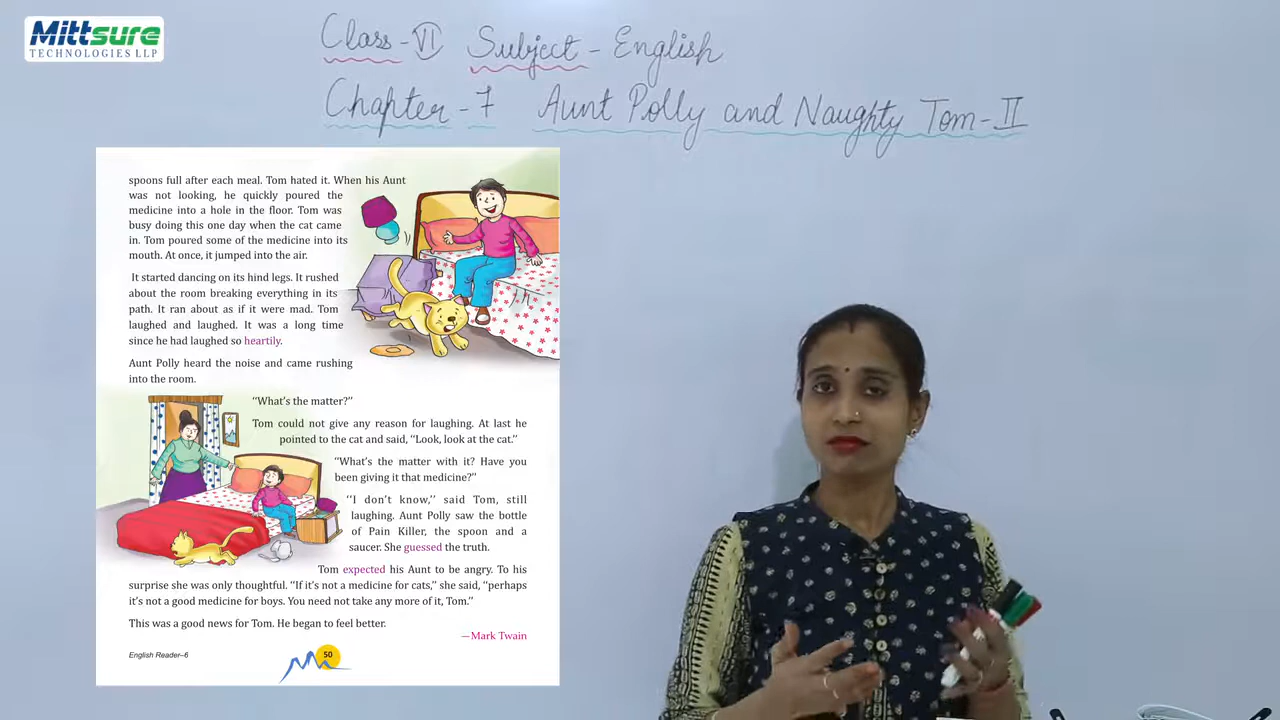 Mittsure
TECHNOLOGIES LLP
Class - VI Subject - English
Chapter - 7 Aunt Polly and Naughty Tom - II
spoons full after each meal. Tom hated it. When his Aunt
was not looking, he quickly poured the
medicine into a hole in the floor. Tom was
busy doing this one day when the cat came
in. Tom poured some of the medicine into its
mouth. At once, it jumped into the air.
It started dancing on its hind legs. It rushed
about the room breaking everything in its
path. It ran about as if it were mad. Tom
laughed and laughed. It was a long time
since he had laughed so heartily.
Aunt Polly heard the noise and came rushing
into the room.
"What's the matter?"
Tom could not give any reason for laughing. At last he
pointed to the cat and said, "Look, look at the cat."
"What's the matter with it? Have you
been giving it that medicine?"
"I don't know," said Tom, still
laughing. Aunt Polly saw the bottle
of Pain Killer, the spoon and a
saucer. She guessed the truth.
Tom expected his Aunt to be angry. To his
surprise she was only thoughtful. "If it's not a medicine for cats," she said, "perhaps
it's not a good medicine for boys. You need not take any more of it, Tom."
This was a good news for Tom. He began to feel better.
—Mark Twain
English Reader–6
50